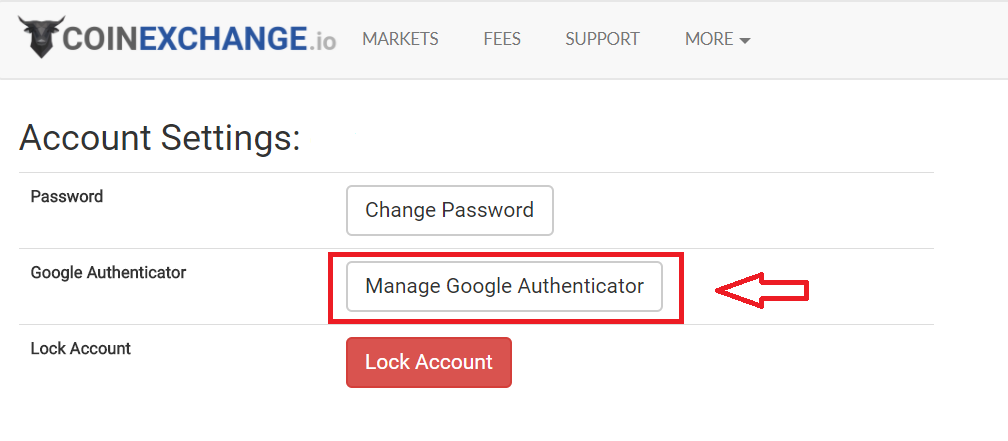 COINEXCHANGE.io MARKETS FEES SUPPORT MORE
Account Settings:
Password Change Password
Google Authenticator Manage Google Authenticator
Lock Account Lock Account